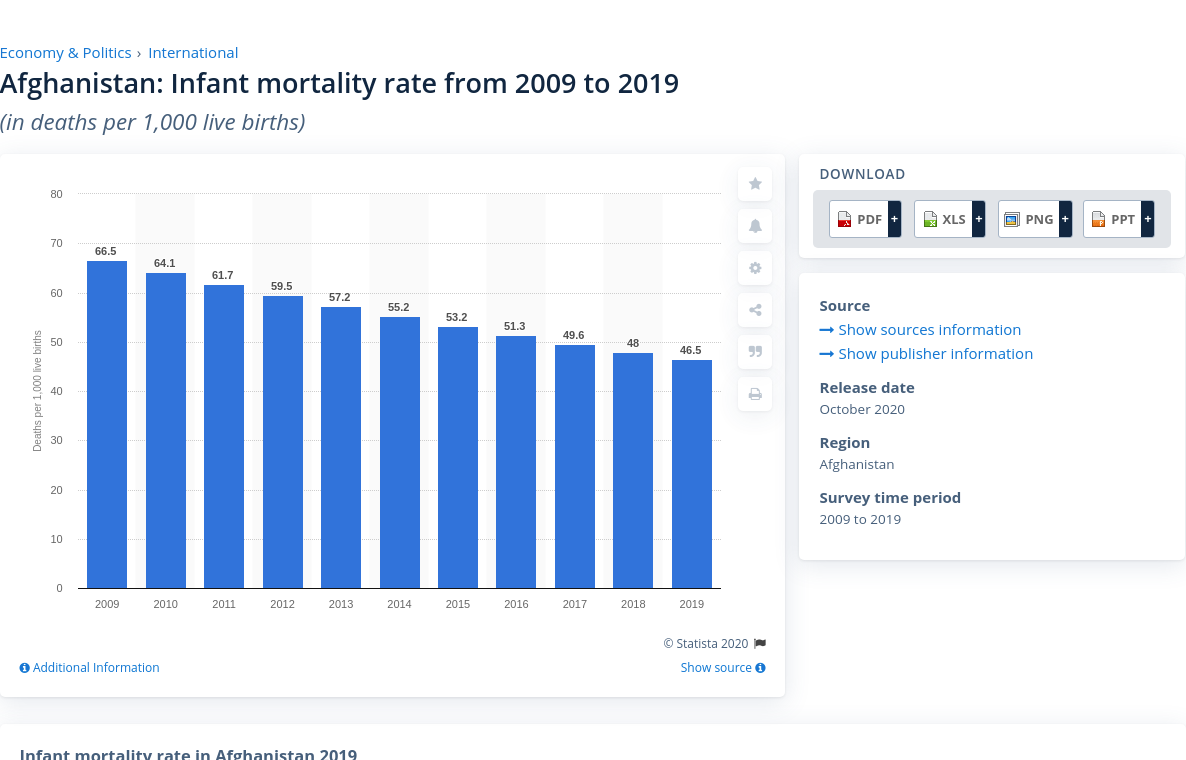 Economy & Politics › International
Afghanistan: Infant mortality rate from 2009 to 2019
(in deaths per 1,000 live births)
80
70
60
50
40
30
20
10
0
Deaths per 1,000 live births
66.5
64.1
61.7
59.5
57.2
55.2
53.2
51.3
49.6
48
46.5
2009 2010 2011 2012 2013 2014 2015 2016 2017 2018 2019
© Statista 2020
Additional Information
Show source
DOWNLOAD
PDF + XLS + PNG + PPT +
Source
Show sources information
Show publisher information
Release date
October 2020
Region
Afghanistan
Survey time period
2009 to 2019
Infant mortality rate in Afghanistan 2019